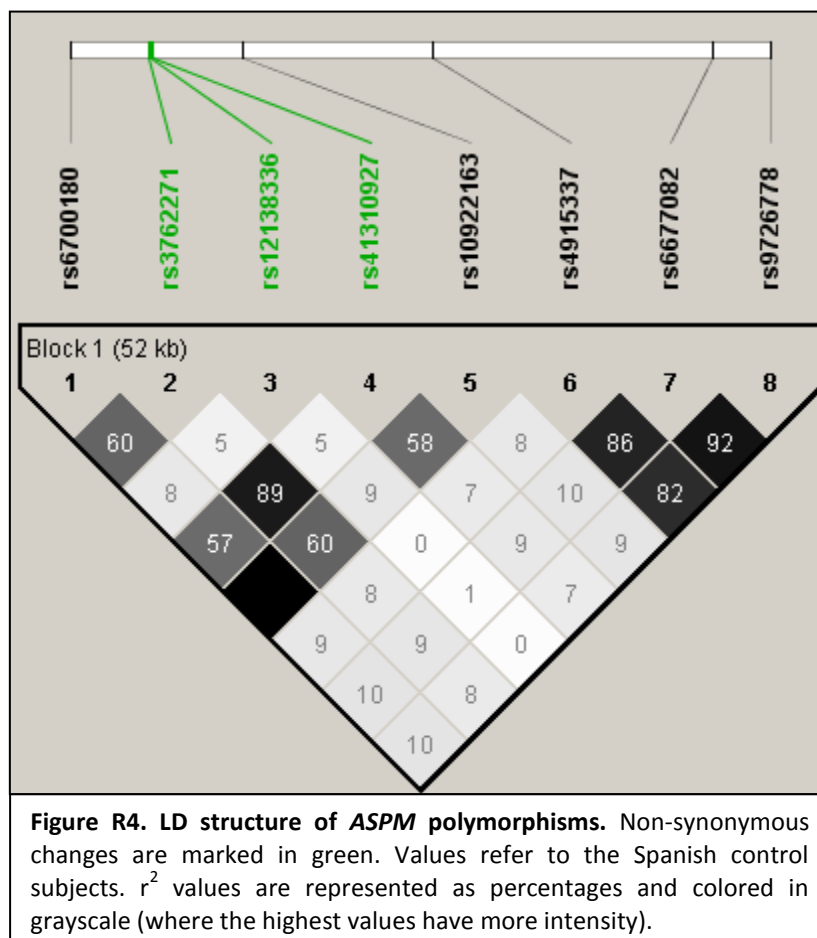 rs6700180 rs3762271 rs12138336 rs41310927 rs10922163 rs4915337 rs6677082 rs9726778
Block 1 (52 kb)
1 2 3 4 5 6 7 8
60 5 5 58 8 86 92
8 89 9 7 10 82
57 60 0 9 9
8 1 7
9 9 0
10 8
10
Figure R4. LD structure of ASPM polymorphisms. Non-synonymous
changes are marked in green. Values refer to the Spanish control
subjects. r² values are represented as percentages and colored in
grayscale (where the highest values have more intensity).